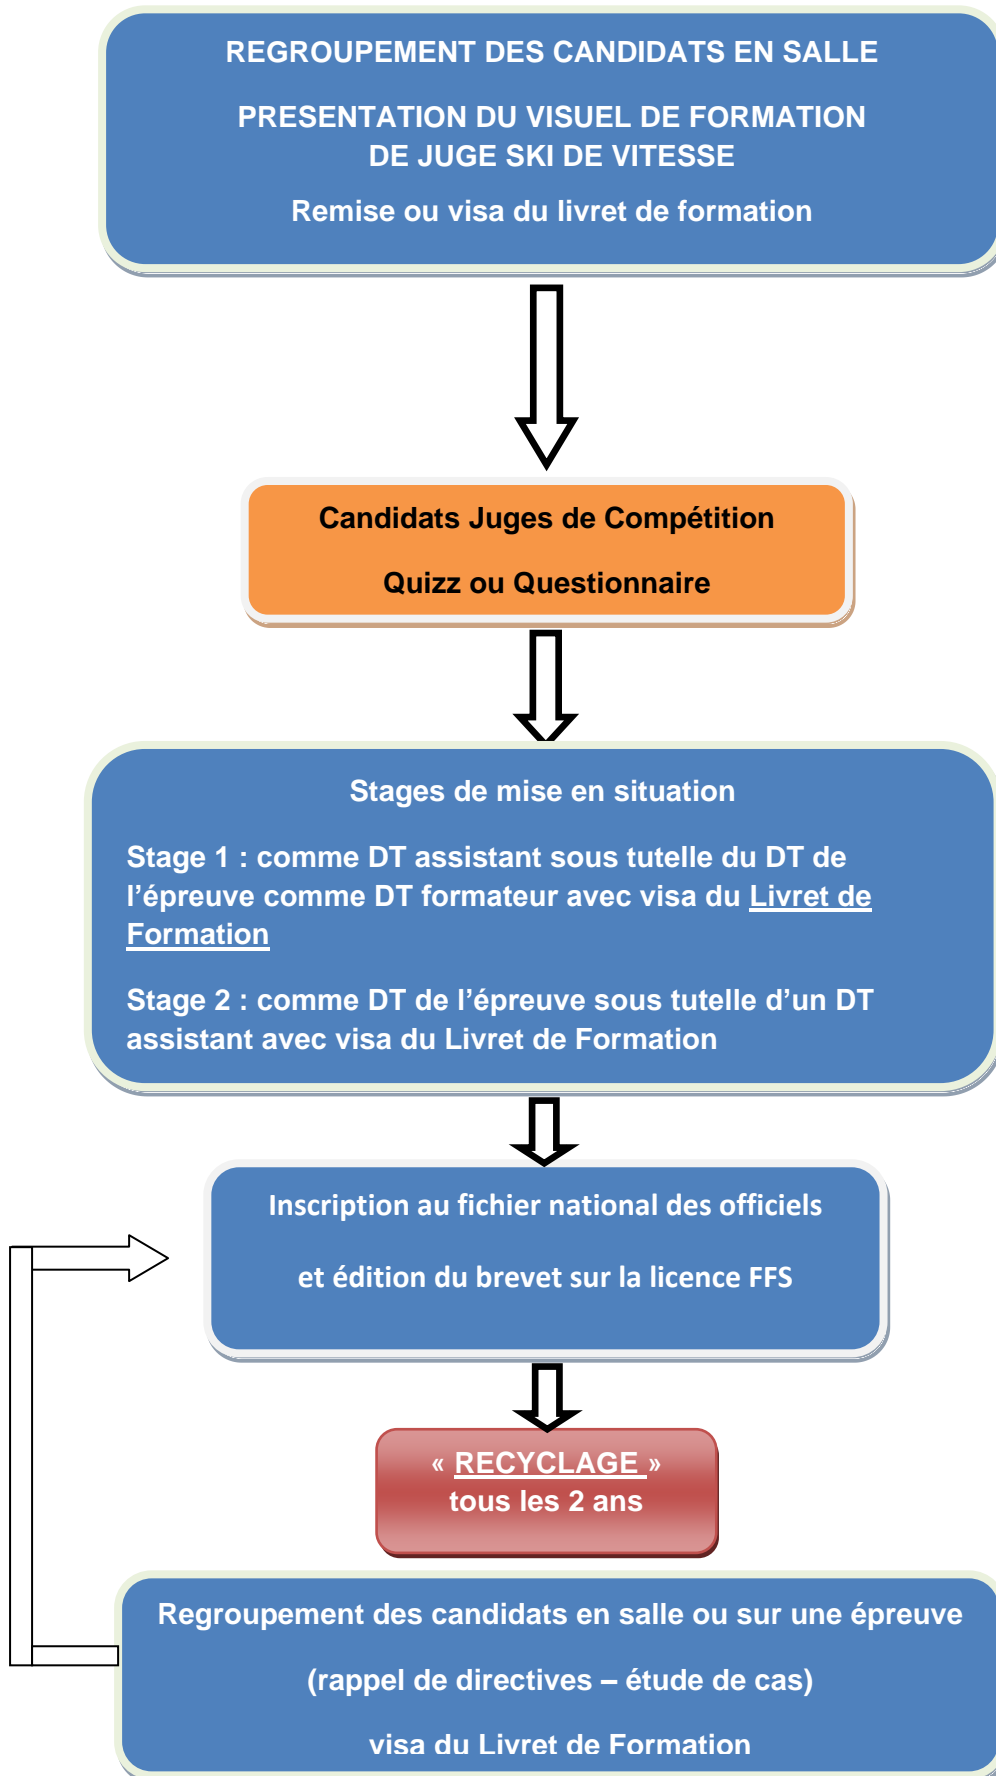 REGROUPEMENT DES CANDIDATS EN SALLE
PRESENTATION DU VISUEL DE FORMATION
DE JUGE SKI DE VITESSE
Remise ou visa du livret de formation
Candidats Juges de Compétition
Quizz ou Questionnaire
Stages de mise en situation
Stage 1 : comme DT assistant sous tutelle du DT de
l’épreuve comme DT formateur avec visa du Livret de
Formation
Stage 2 : comme DT de l’épreuve sous tutelle d’un DT
assistant avec visa du Livret de Formation
Inscription au fichier national des officiels
et édition du brevet sur la licence FFS
« RECYCLAGE »
tous les 2 ans
Regroupement des candidats en salle ou sur une épreuve
(rappel de directives – étude de cas)
visa du Livret de Formation